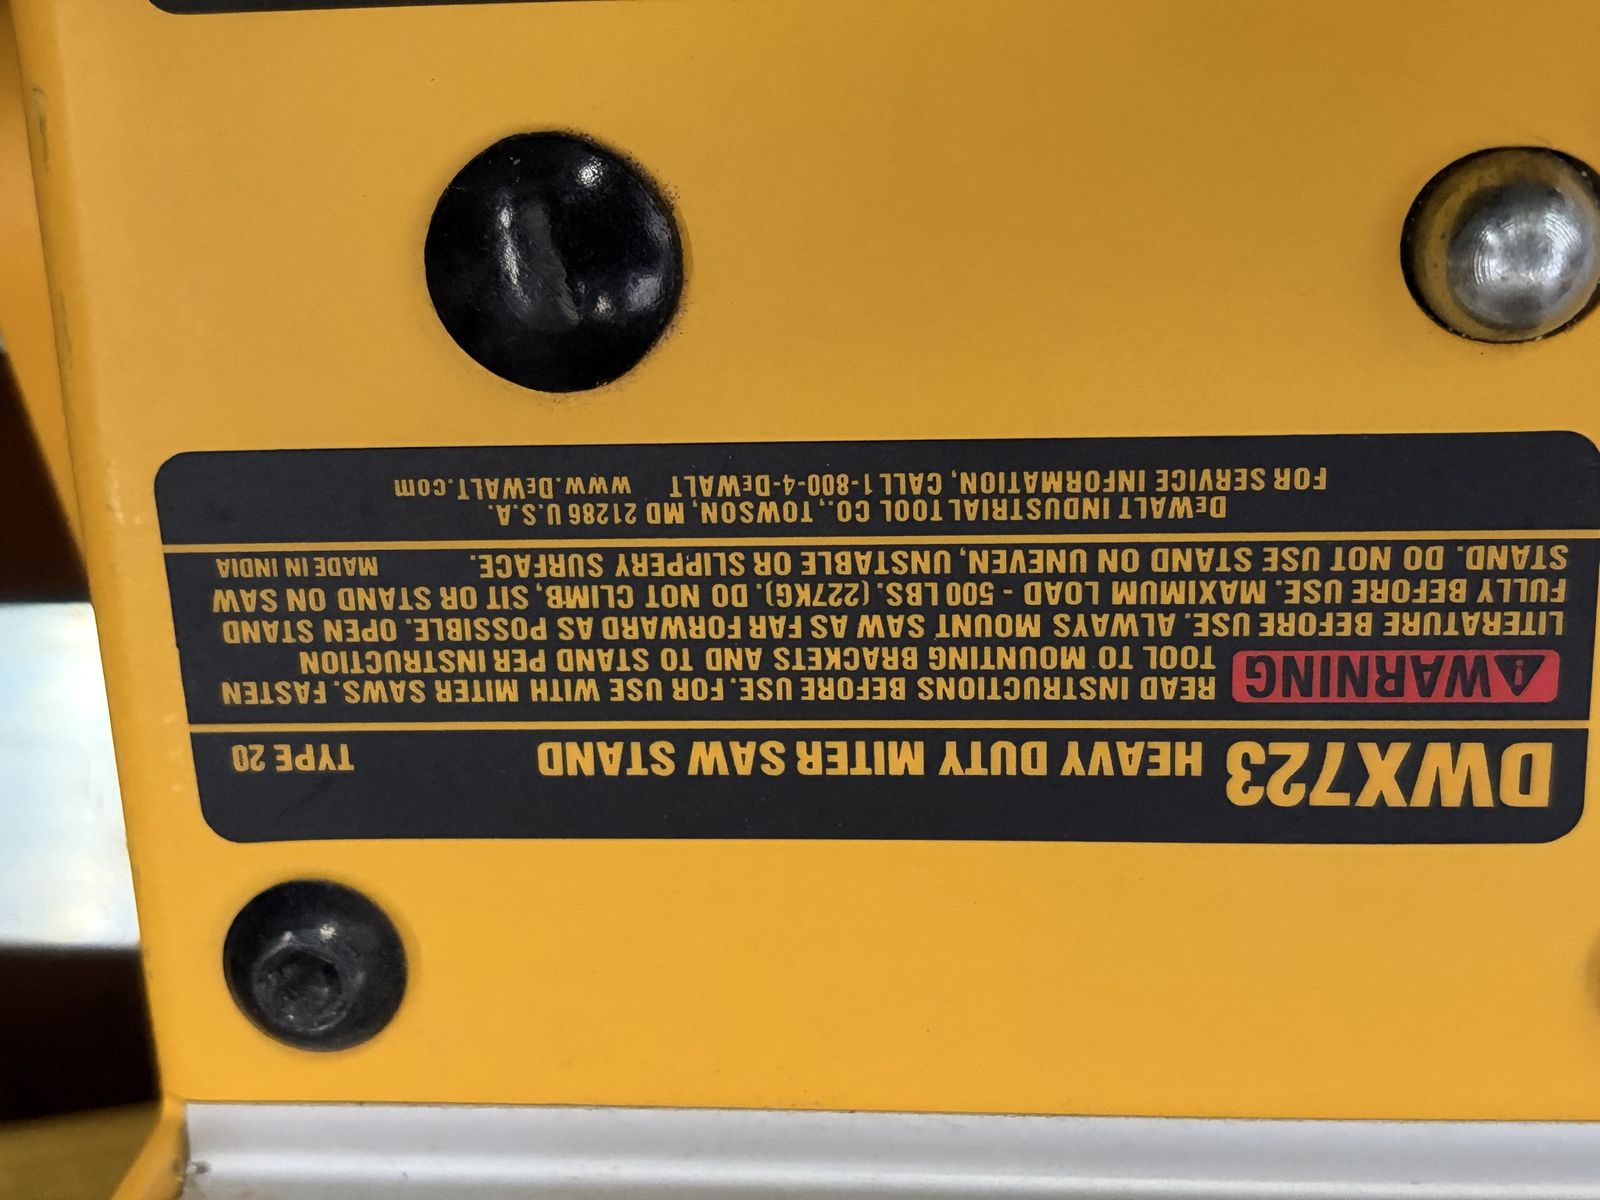 DWX723 HEAVY DUTY MITER SAW STAND TYPE 20
WARNING READ INSTRUCTIONS BEFORE USE. FOR USE WITH MITER SAWS. FASTEN
TOOL TO MOUNTING BRACKETS AND TO STAND PER INSTRUCTION
LITERATURE BEFORE USE. ALWAYS MOUNT SAW AS FAR FORWARD AS POSSIBLE. OPEN STAND
FULLY BEFORE USE. MAXIMUM LOAD - 500 LBS. (227KG). DO NOT CLIMB, SIT OR STAND ON SAW
STAND. DO NOT USE STAND ON UNEVEN, UNSTABLE OR SLIPPERY SURFACE. MADE IN INDIA
DEWALT INDUSTRIAL TOOL CO., TOWSON, MD 21286 U.S.A.
FOR SERVICE INFORMATION, CALL 1-800-4-DEWALT www.DEWALT.com